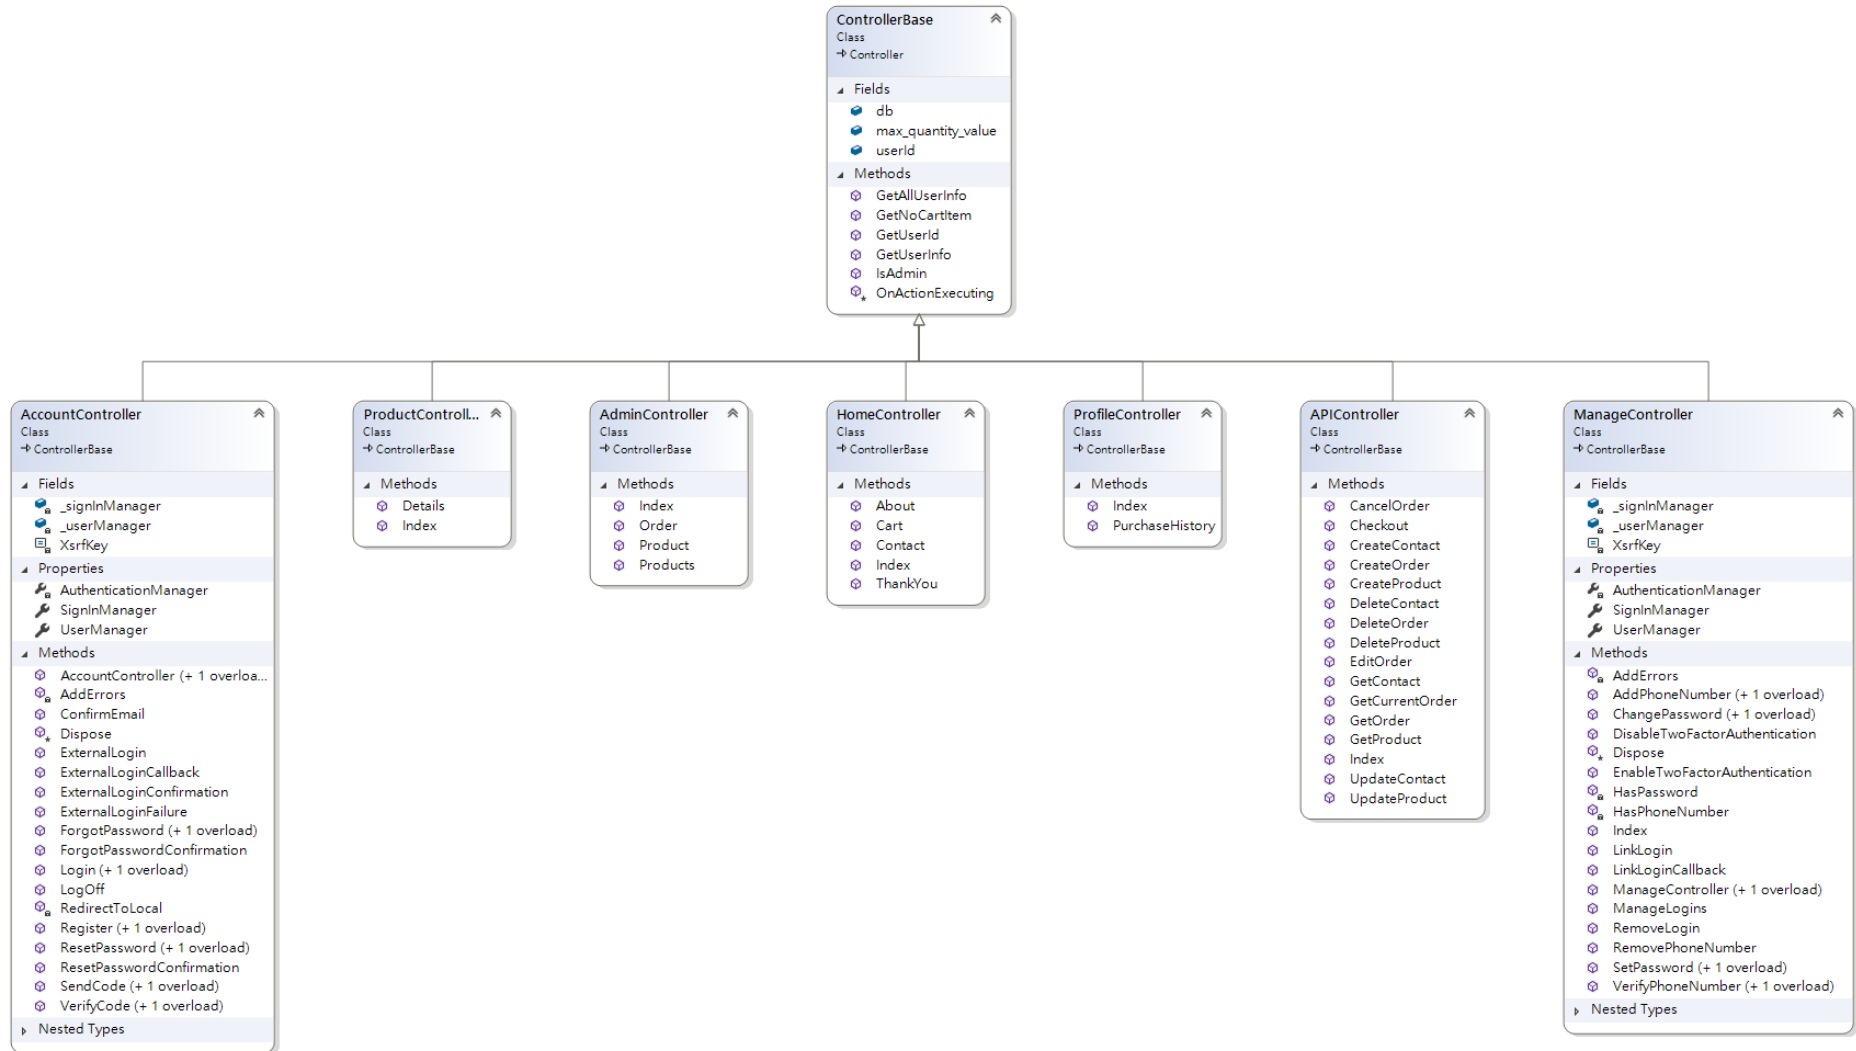 ControllerBase
Class
Controller
Fields
db
max_quantity_value
userId
Methods
GetAllUserInfo
GetNoCartItem
GetUserId
GetUserInfo
IsAdmin
OnActionExecuting
AccountController
Class
ControllerBase
Fields
_signInManager
_userManager
XsrfKey
Properties
AuthenticationManager
SignInManager
UserManager
Methods
AccountController (+ 1 overloa...
AddErrors
ConfirmEmail
Dispose
ExternalLogin
ExternalLoginCallback
ExternalLoginConfirmation
ExternalLoginFailure
ForgotPassword (+ 1 overload)
ForgotPasswordConfirmation
Login (+ 1 overload)
LogOff
RedirectToLocal
Register (+ 1 overload)
ResetPassword (+ 1 overload)
ResetPasswordConfirmation
SendCode (+ 1 overload)
VerifyCode (+ 1 overload)
Nested Types
ProductControll...
Class
ControllerBase
Methods
Details
Index
AdminController
Class
ControllerBase
Methods
Index
Order
Product
Products
HomeController
Class
ControllerBase
Methods
About
Cart
Contact
Index
ThankYou
ProfileController
Class
ControllerBase
Methods
Index
PurchaseHistory
APIController
Class
ControllerBase
Methods
CancelOrder
Checkout
CreateContact
CreateOrder
CreateProduct
DeleteContact
DeleteOrder
DeleteProduct
EditOrder
GetContact
GetCurrentOrder
GetOrder
GetProduct
Index
UpdateContact
UpdateProduct
ManageController
Class
ControllerBase
Fields
_signInManager
_userManager
XsrfKey
Properties
AuthenticationManager
SignInManager
UserManager
Methods
AddErrors
AddPhoneNumber (+ 1 overload)
ChangePassword (+ 1 overload)
DisableTwoFactorAuthentication
Dispose
EnableTwoFactorAuthentication
HasPassword
HasPhoneNumber
Index
LinkLogin
LinkLoginCallback
ManageController (+ 1 overload)
ManageLogins
RemoveLogin
RemovePhoneNumber
SetPassword (+ 1 overload)
VerifyPhoneNumber (+ 1 overload)
Nested Types